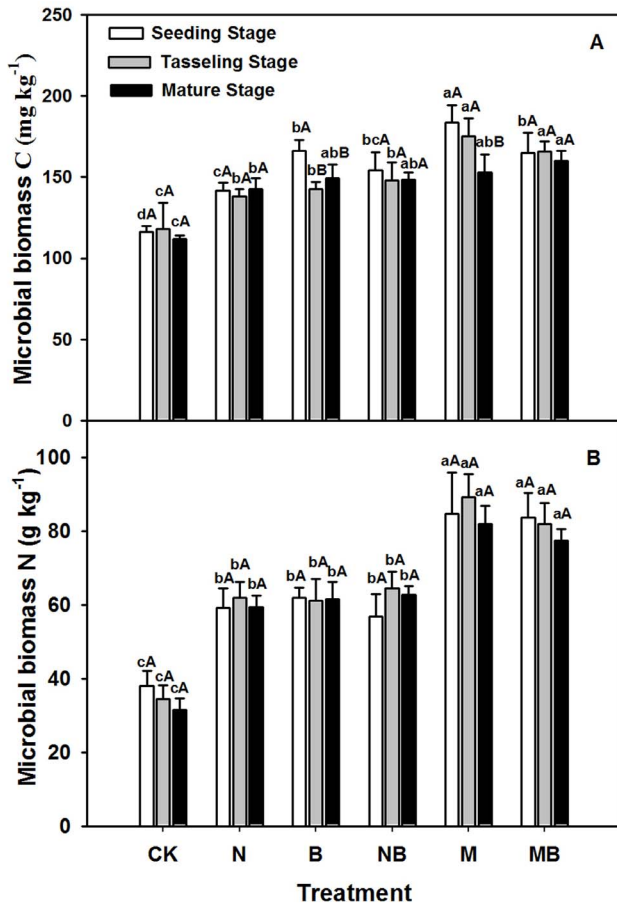 250
Seeding Stage
Tasseling Stage
Mature Stage
A
200
150
100
50
0
Microbial biomass C (mg kg⁻¹)
dA cA cA
cA bA bA
bA bB abB
bcA bA abA
aA aA abB
bA aA aA
B
100
80
60
40
20
0
Microbial biomass N (g kg⁻¹)
cA cA cA
bA bA bA
bA bA bA
bA bA bA
aA aA aA
aA aA aA
CK N B NB M MB
Treatment